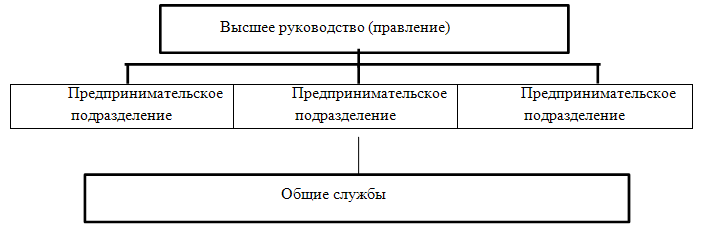 Высшее руководство (правление)
Предпринимательское подразделение
Предпринимательское подразделение
Предпринимательское подразделение
Общие службы